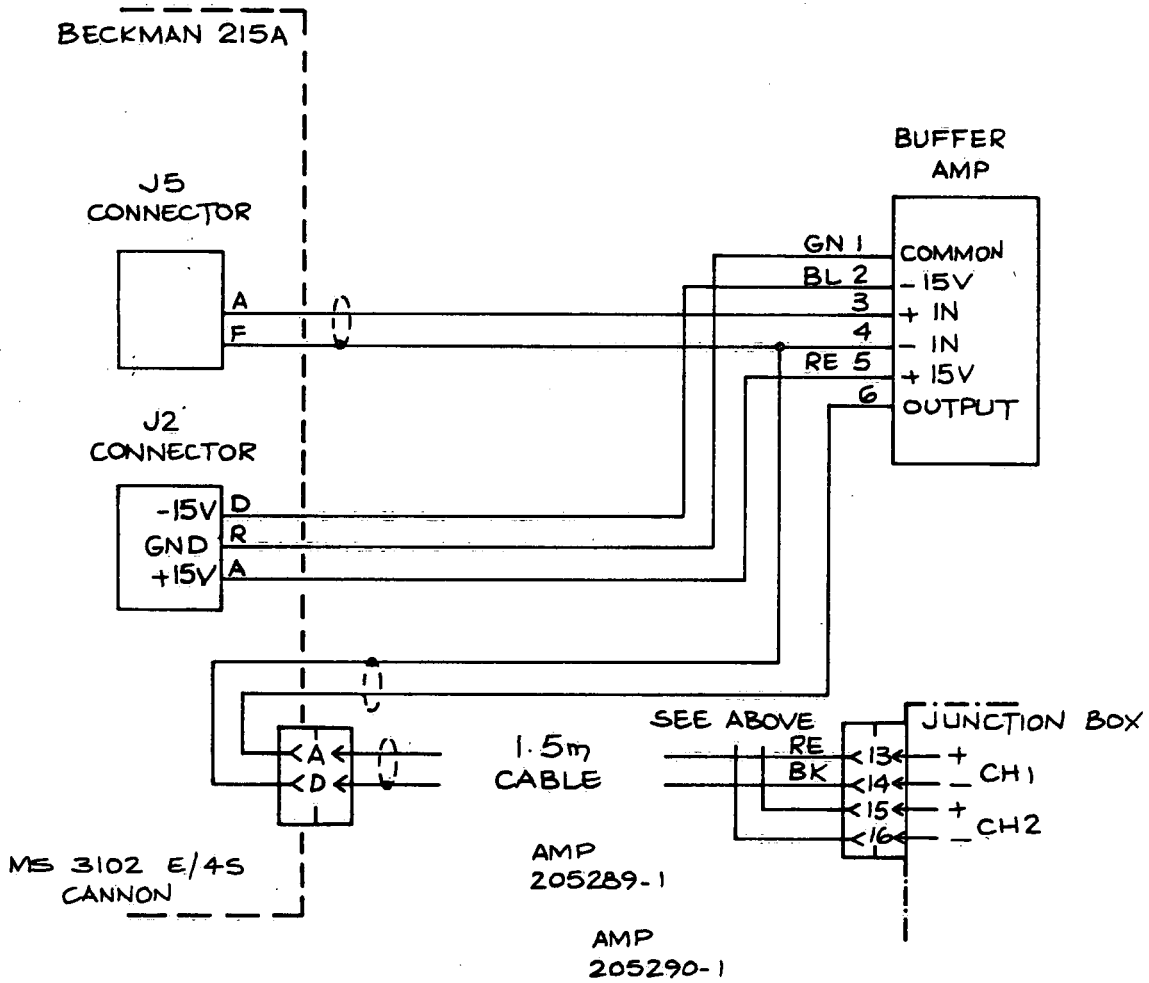 BECKMAN 215A
BUFFER
AMP
J5
CONNECTOR
A
F
GN 1 COMMON
BL 2 - 15V
3 + IN
4 - IN
RE 5 + 15V
6 OUTPUT
J2
CONNECTOR
-15V D
GND R
+15V A
SEE ABOVE
JUNCTION BOX
A
D
1.5m
CABLE
RE 13 +
BK 14 - CH1
15 +
16 - CH2
MS 3102 E/4S
CANNON
AMP
205289-1
AMP
205290-1